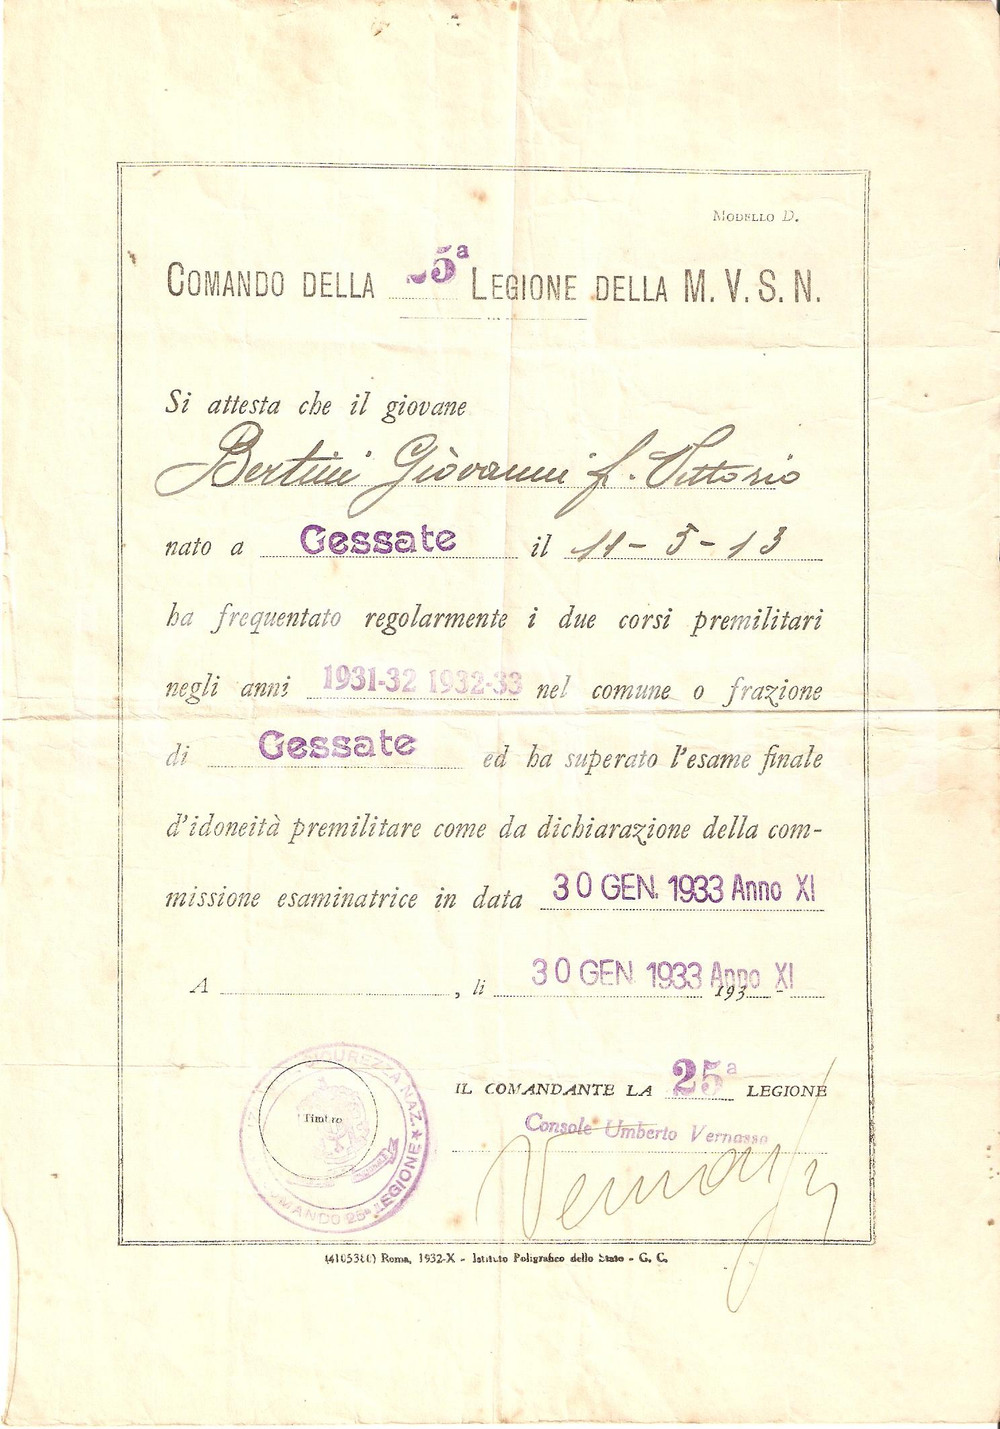 MODELLO D.
COMANDO DELLA 25ª LEGIONE DELLA M. V. S. N.
Si attesta che il giovane
Bertini Giovanni f. Vittorio
nato a Gessate il 11-5-13
ha frequentato regolarmente i due corsi premilitari
negli anni 1931-32 1932-33 nel comune o frazione
di Gessate ed ha superato l'esame finale
d'idoneità premilitare come da dichiarazione della com-
missione esaminatrice in data 30 GEN. 1933 Anno XI
A , lì 30 GEN 1933 Anno XI 193 -
IL COMANDANTE LA 25ª LEGIONE
Console Umberto Vernasso
SICUREZZA NAZ.
Timbro
COMANDO 25ª LEGIONE ★
Roma, 1932-X - Istituto Poligrafico dello Stato - G. C.